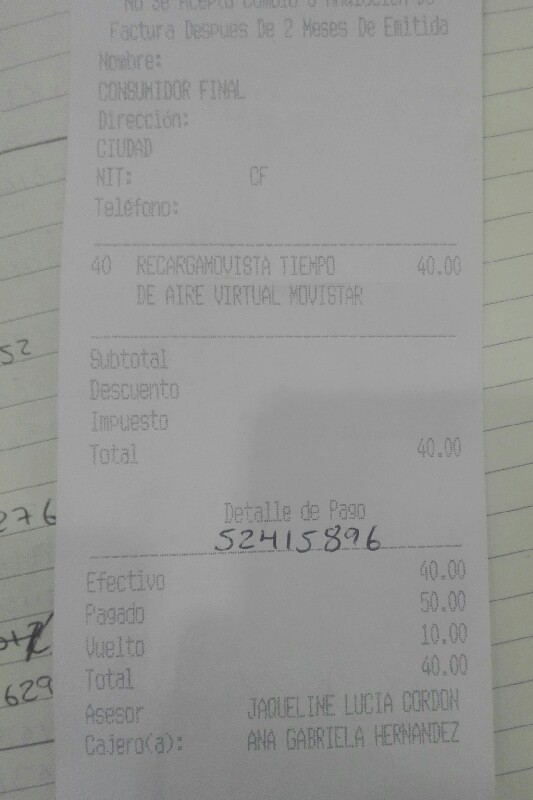 No Se Acepta Cambio o Anulacion De
Factura Despues De 2 Meses De Emitida
Nombre:
CONSUMIDOR FINAL
Dirección:
CIUDAD
NIT: CF
Teléfono:
40 RECARGAMOVISTA TIEMPO 40.00
DE AIRE VIRTUAL MOVISTAR
52
Subtotal
Descuento
Impuesto
Total 40.00
276
Detalle de Pago
52415896
Efectivo 40.00
Pagado 50.00
Vuelto 10.00
Total 40.00
629
Asesor JAQUELINE LUCIA CORDON
Cajero(a): ANA GABRIELA HERNANDEZ